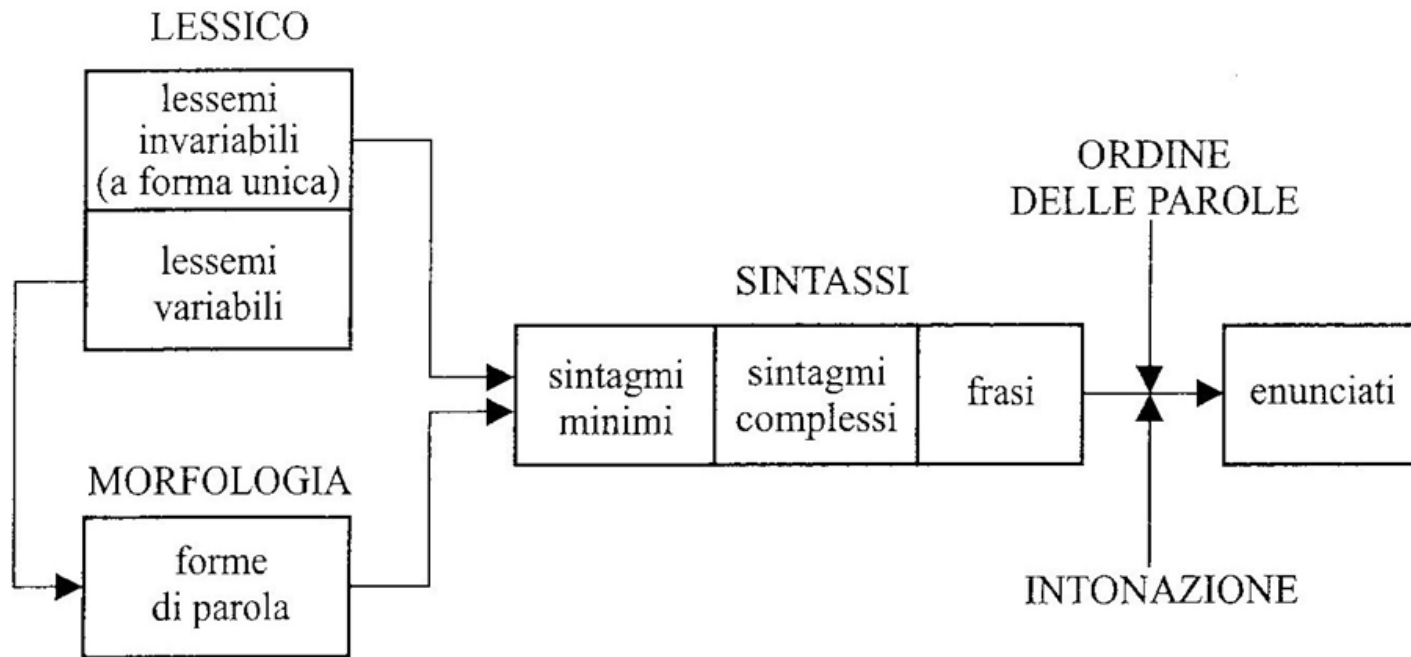 LESSICO
lessemi
invariabili
(a forma unica)
lessemi
variabili
MORFOLOGIA
forme
di parola
SINTASSI
sintagmi
minimi
sintagmi
complessi
frasi
ORDINE
DELLE PAROLE
INTONAZIONE
enunciati